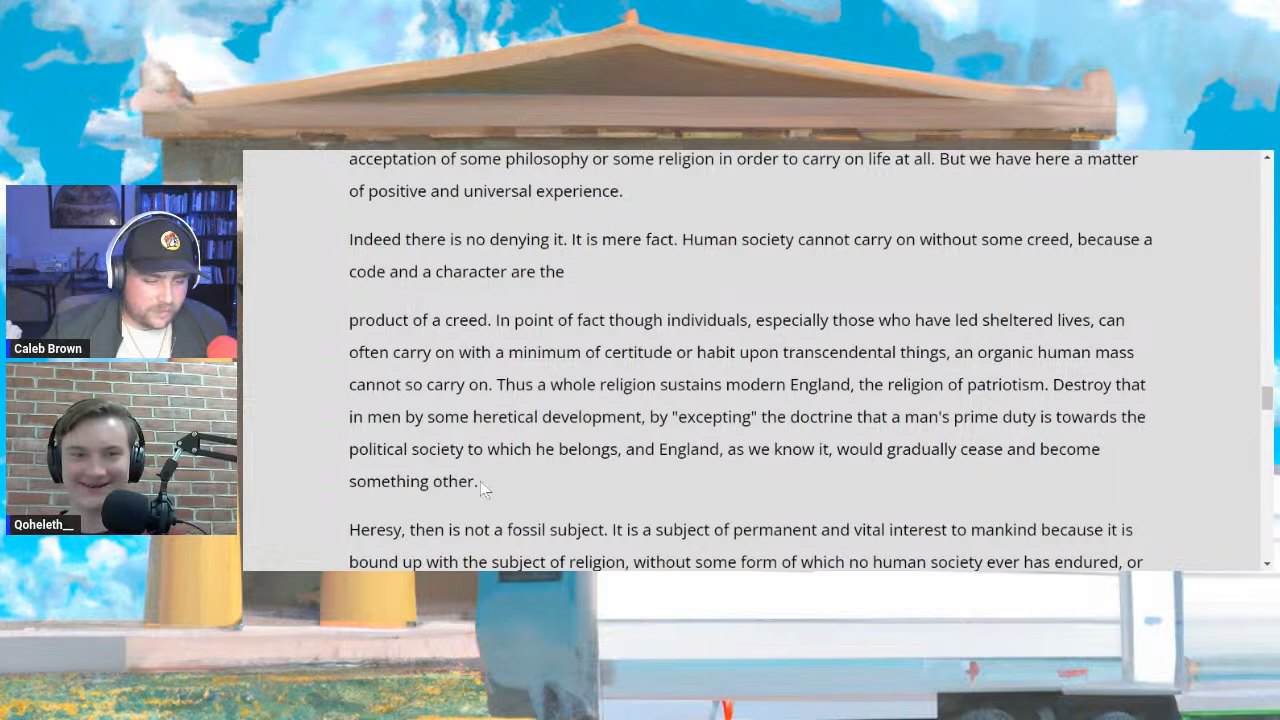 acceptation of some philosophy or some religion in order to carry on life at all. But we have here a matter
of positive and universal experience.
Indeed there is no denying it. It is mere fact. Human society cannot carry on without some creed, because a
code and a character are the
product of a creed. In point of fact though individuals, especially those who have led sheltered lives, can
often carry on with a minimum of certitude or habit upon transcendental things, an organic human mass
cannot so carry on. Thus a whole religion sustains modern England, the religion of patriotism. Destroy that
in men by some heretical development, by "excepting" the doctrine that a man's prime duty is towards the
political society to which he belongs, and England, as we know it, would gradually cease and become
something other.
Heresy, then is not a fossil subject. It is a subject of permanent and vital interest to mankind because it is
bound up with the subject of religion, without some form of which no human society ever has endured, or
Caleb Brown
Qoheleth__